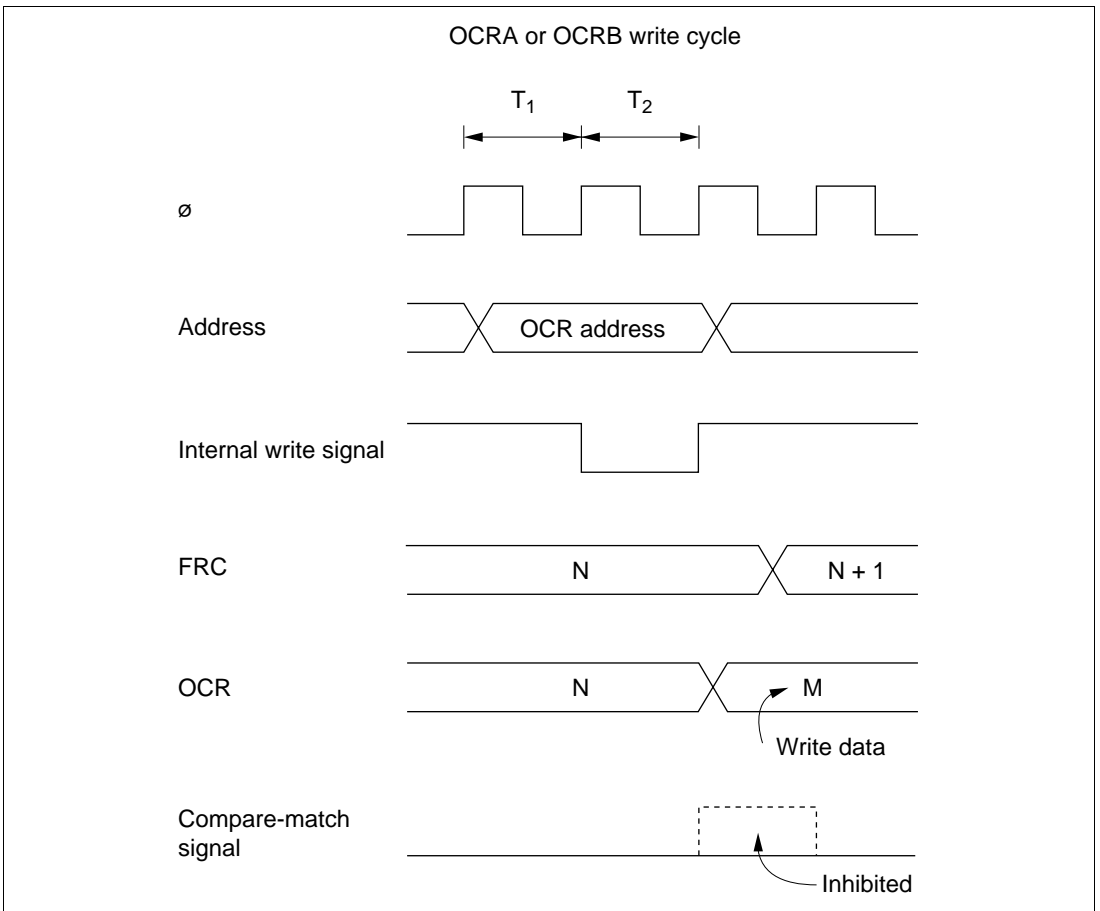 OCRA or OCRB write cycle
T1 T2
ø
Address OCR address
Internal write signal
FRC N N + 1
OCR N M
Write data
Compare-match
signal
Inhibited